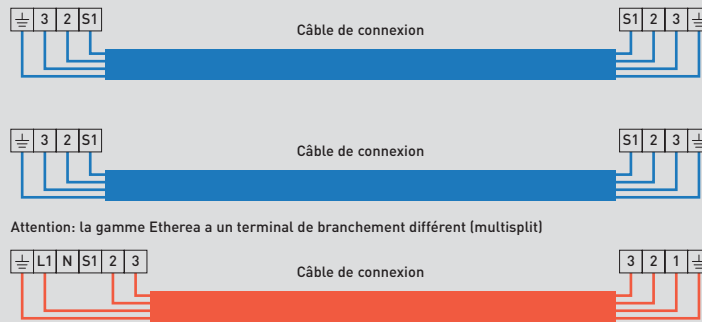 ⏚ 3 2 S1 Câble de connexion S1 2 3 ⏚
⏚ 3 2 S1 Câble de connexion S1 2 3 ⏚
Attention: la gamme Etherea a un terminal de branchement différent (multisplit)
⏚ L1 N S1 2 3 Câble de connexion 3 2 1 ⏚